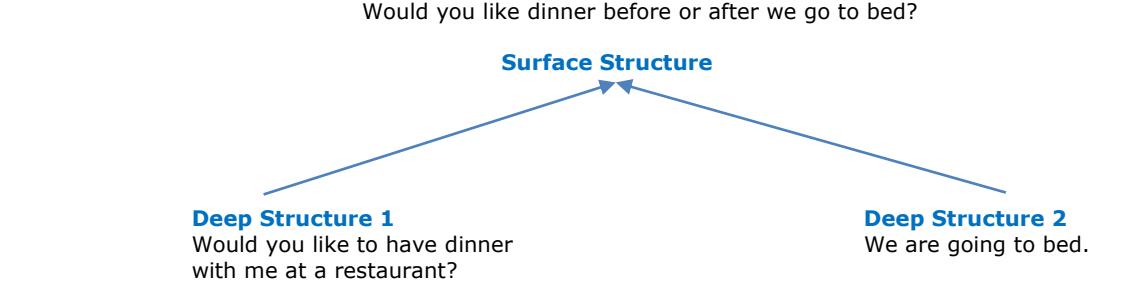 Would you like dinner before or after we go to bed?
Surface Structure
Deep Structure 1
Would you like to have dinner
with me at a restaurant?
Deep Structure 2
We are going to bed.